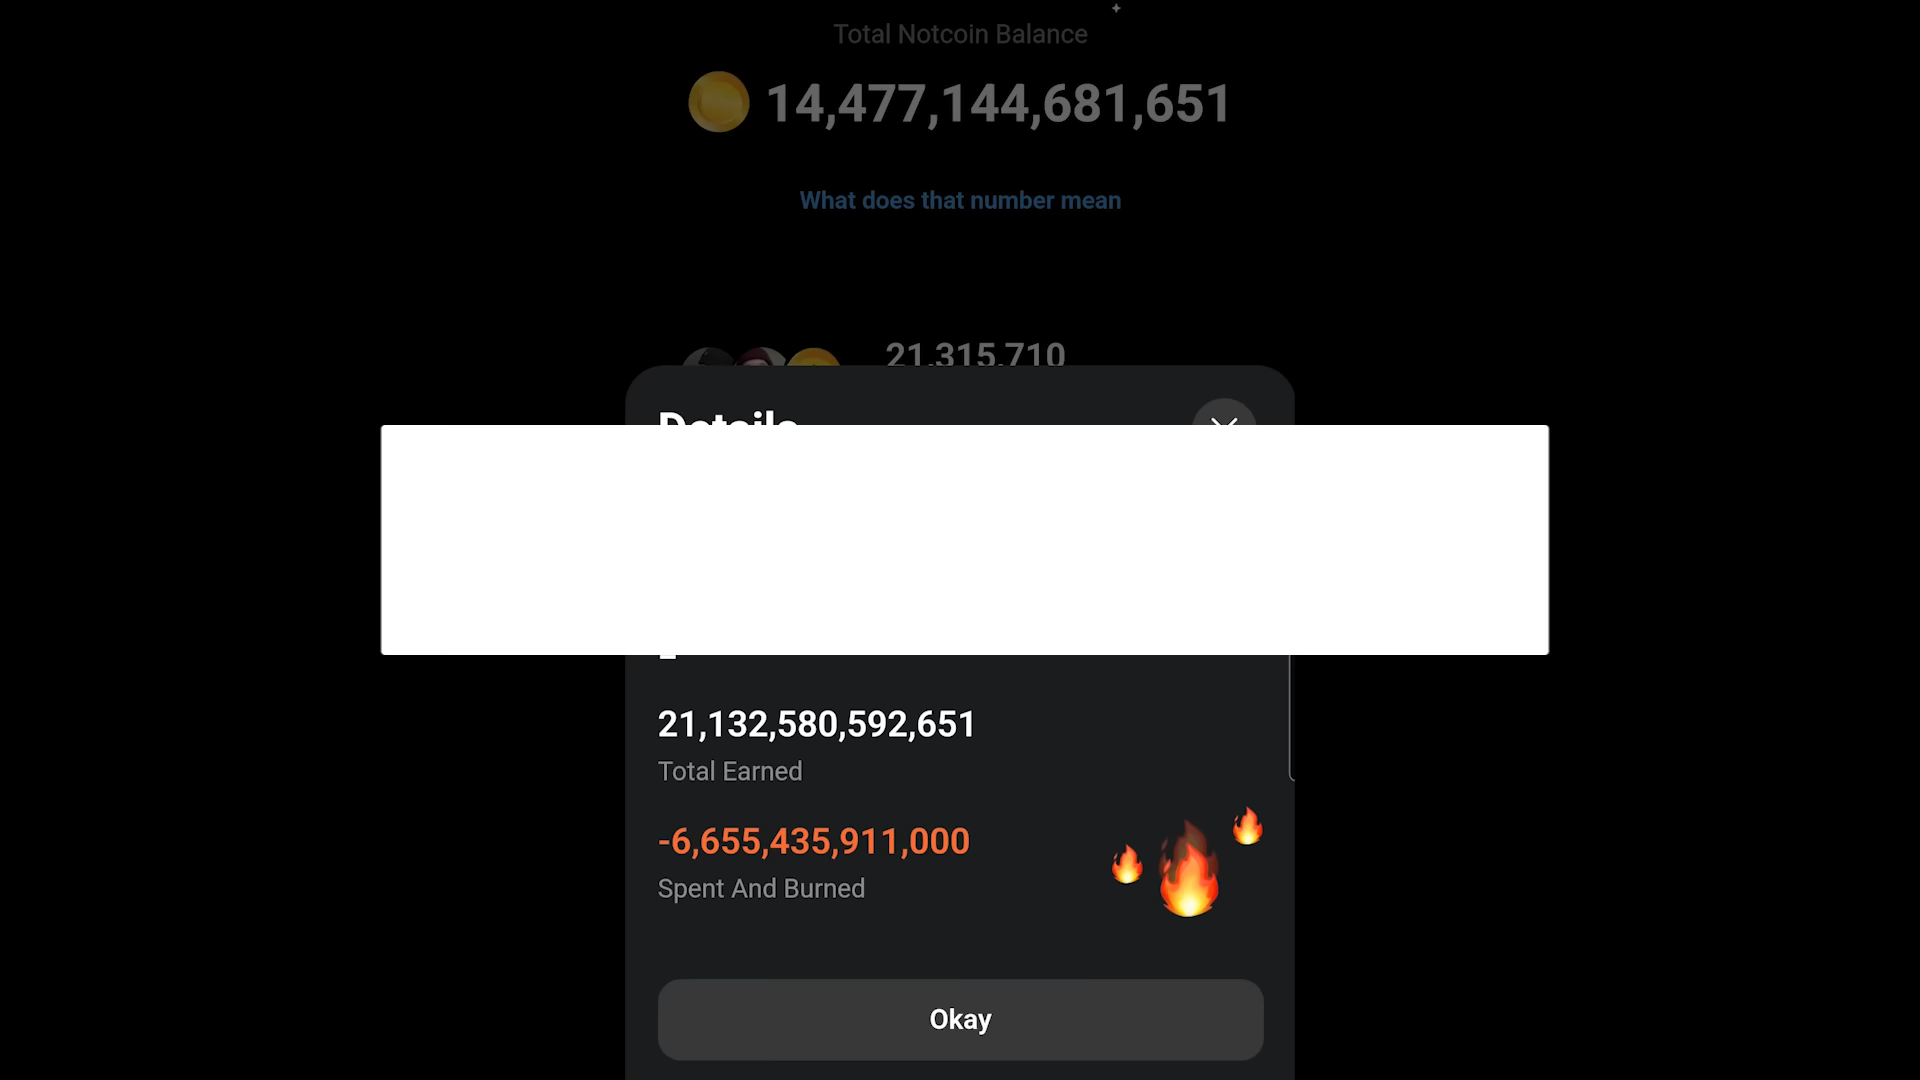 Total Notcoin Balance
14,477,144,681,651
What does that number mean
21,315,710
Details
21,132,580,592,651
Total Earned
-6,655,435,911,000
Spent And Burned
Okay